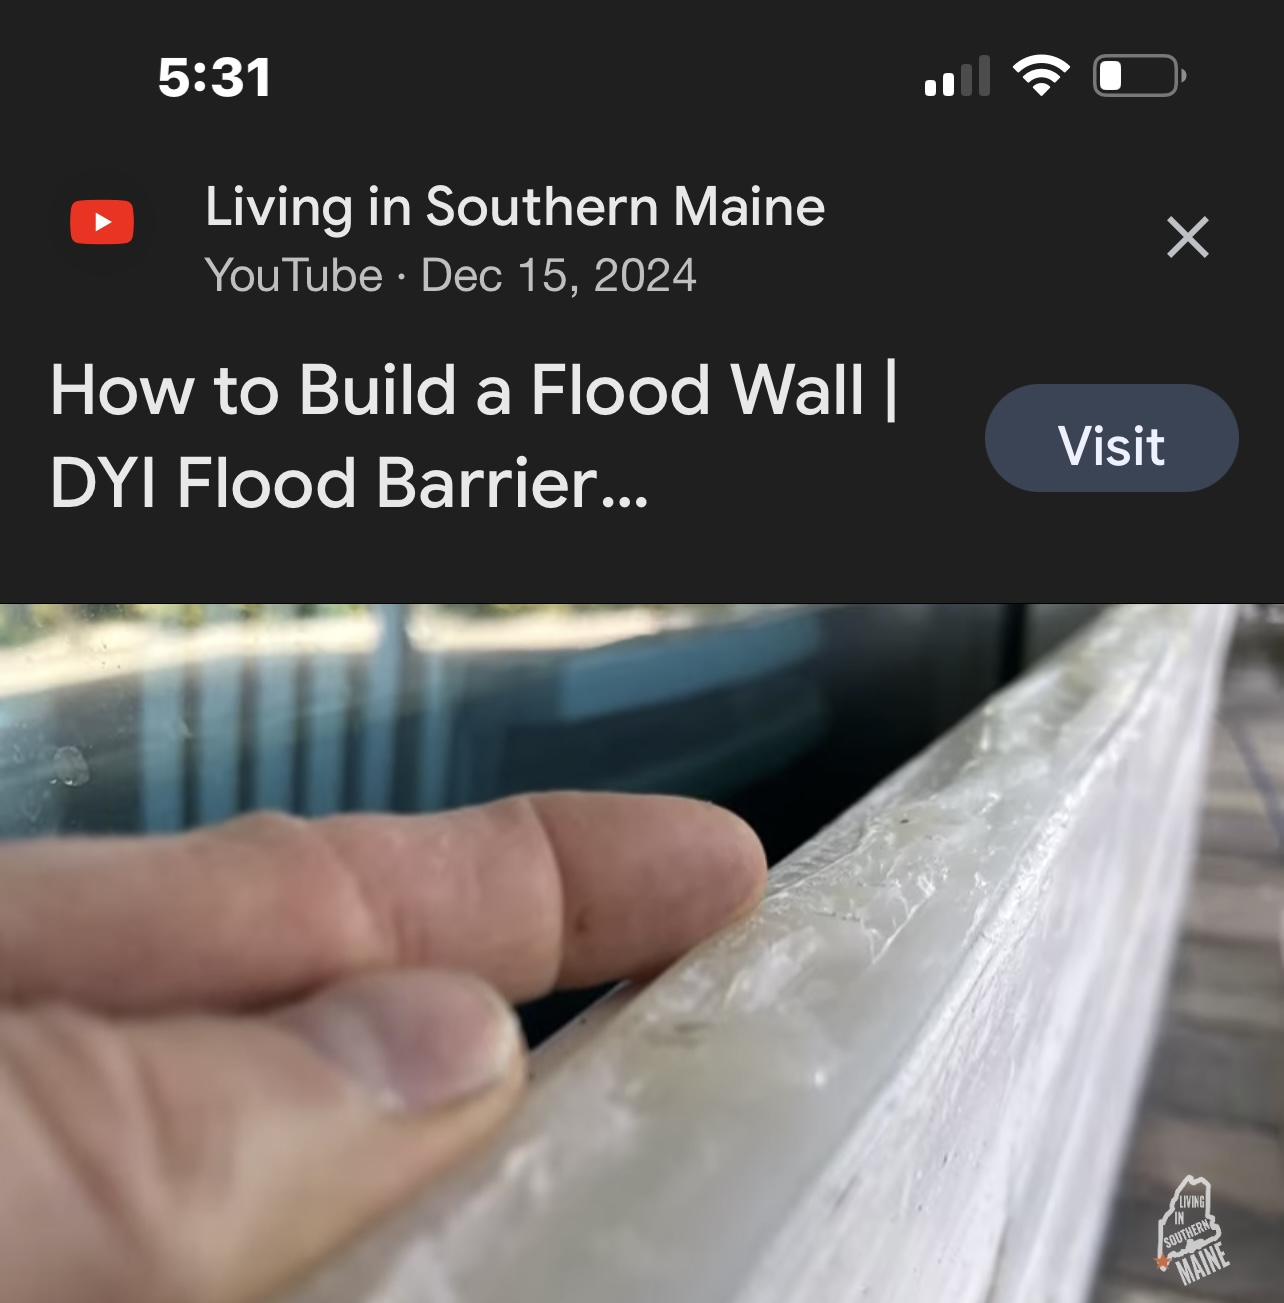 5:31
Living in Southern Maine
YouTube · Dec 15, 2024
How to Build a Flood Wall |
DYI Flood Barrier...
Visit
LIVING
IN
SOUTHERN
MAINE